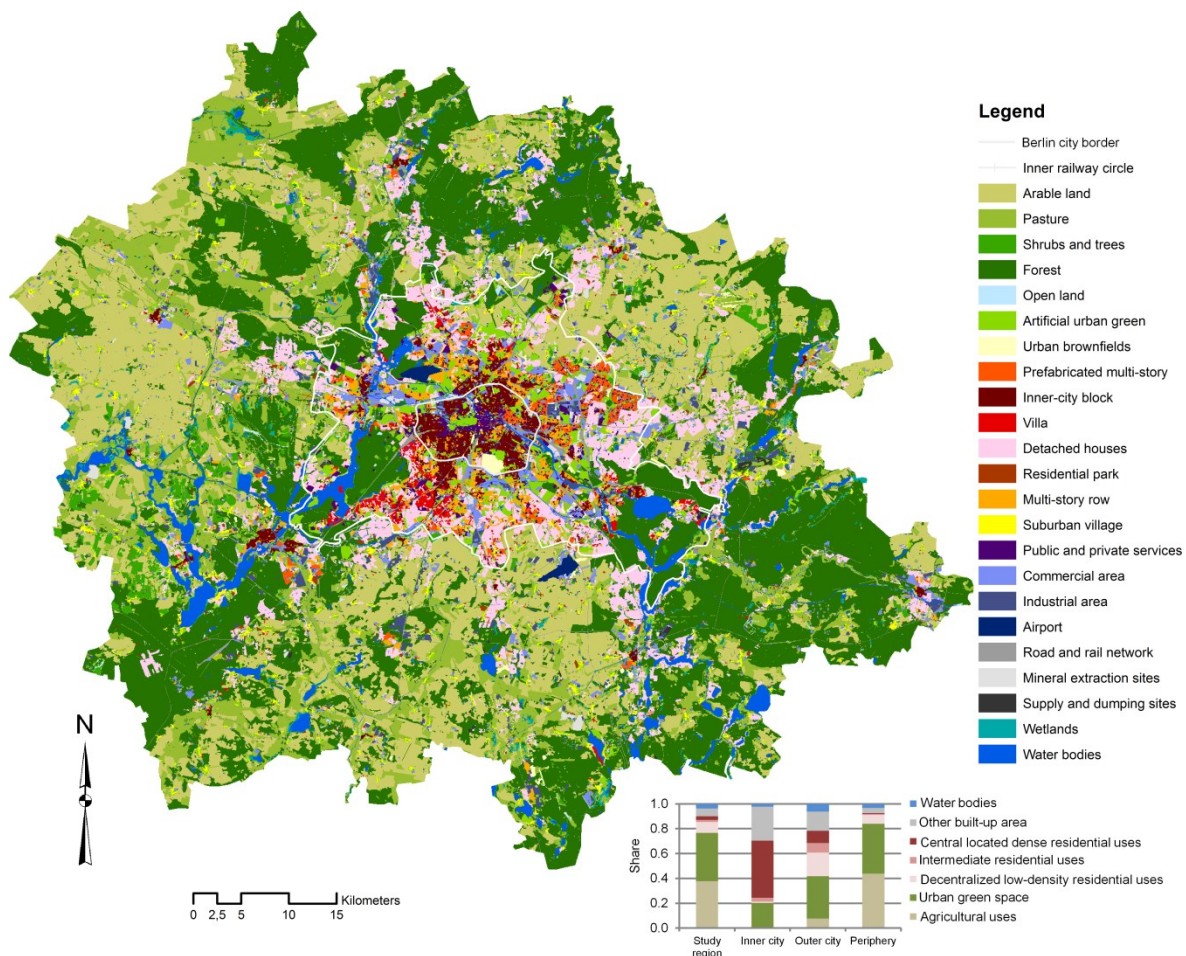 Legend
Berlin city border
Inner railway circle
Arable land
Pasture
Shrubs and trees
Forest
Open land
Artificial urban green
Urban brownfields
Prefabricated multi-story
Inner-city block
Villa
Detached houses
Residential park
Multi-story row
Suburban village
Public and private services
Commercial area
Industrial area
Airport
Road and rail network
Mineral extraction sites
Supply and dumping sites
Wetlands
Water bodies
N
Kilometers
0 2,5 5 10 15
Share
1.0
0.8
0.6
0.4
0.2
0.0
Study
region
Inner city
Outer city
Periphery
Water bodies
Other built-up area
Central located dense residential uses
Intermediate residential uses
Decentralized low-density residential uses
Urban green space
Agricultural uses